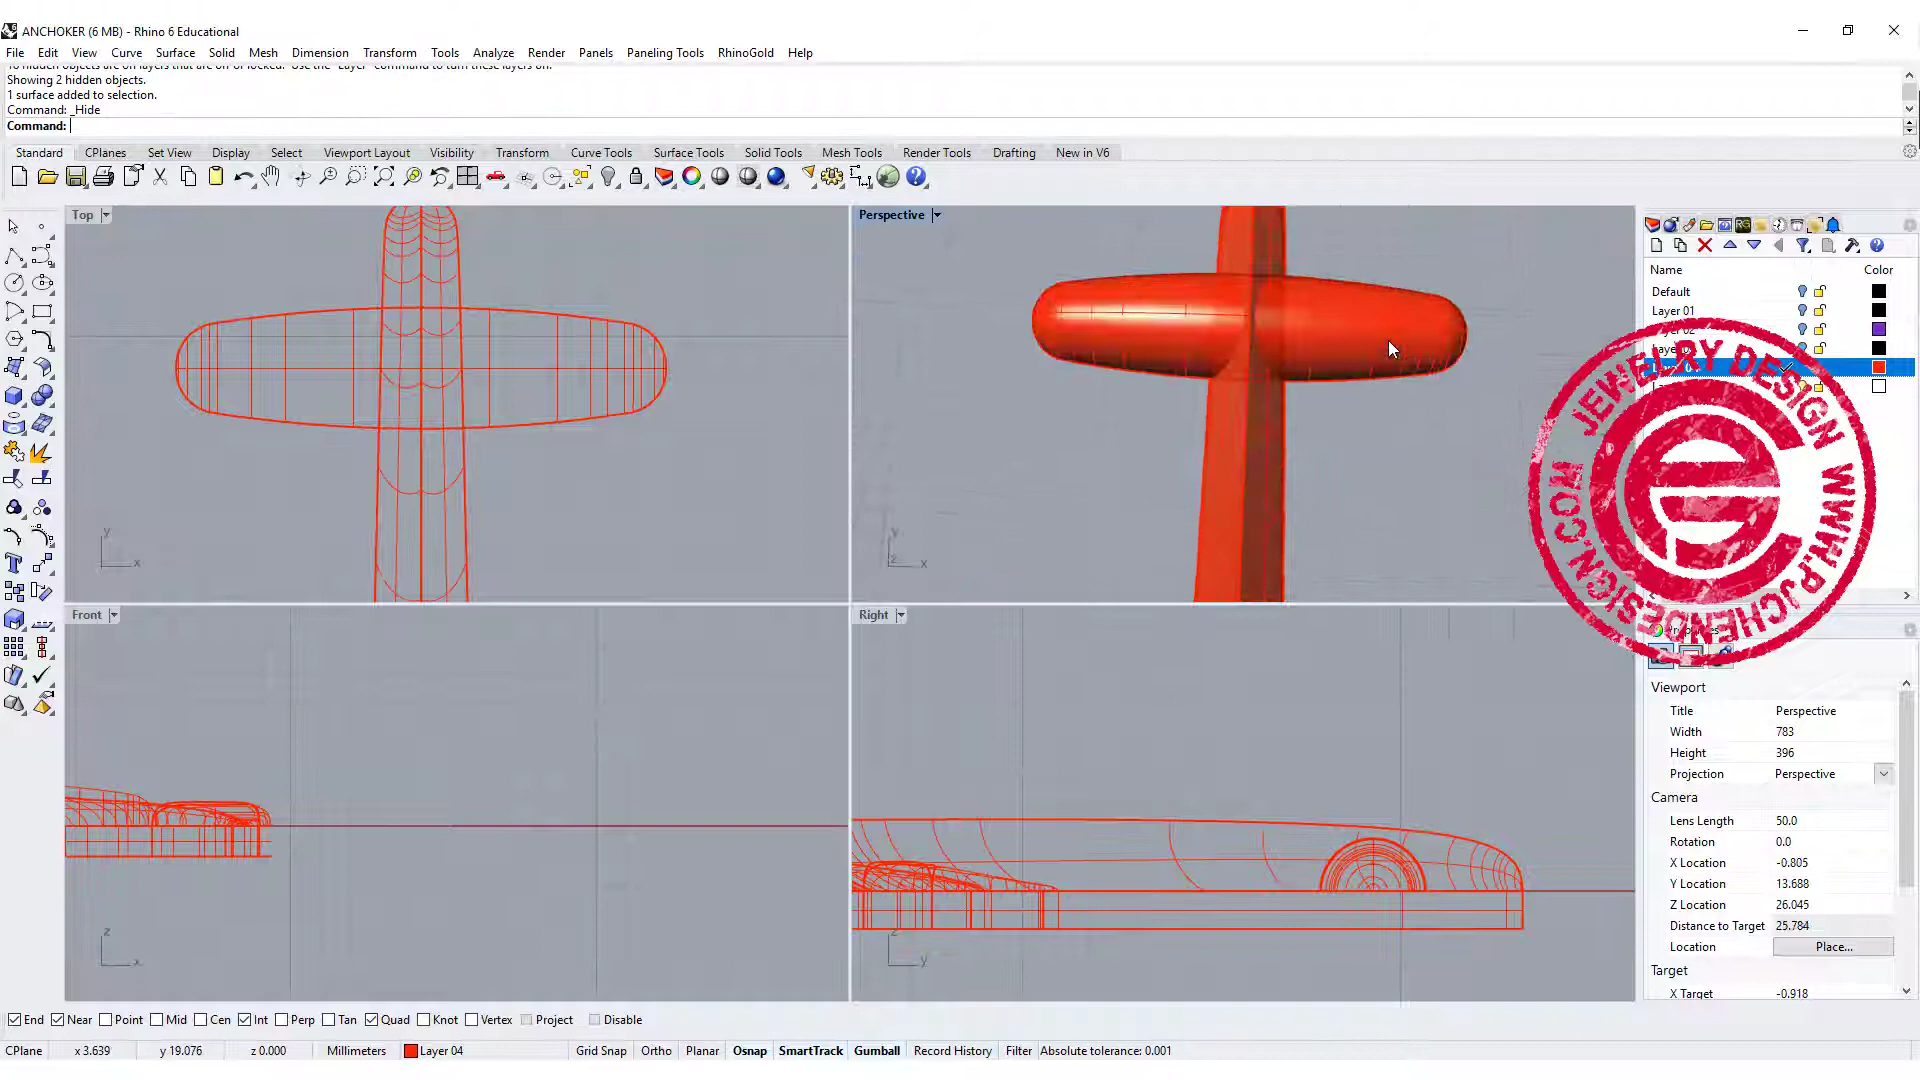 ANCHOKER (6 MB) - Rhino 6 Educational
File Edit View Curve Surface Solid Mesh Dimension Transform Tools Analyze Render Panels Paneling Tools RhinoGold Help
Showing 2 hidden objects.
1 surface added to selection.
Command: _Hide
Command:
Standard CPlanes Set View Display Select Viewport Layout Visibility Transform Curve Tools Surface Tools Solid Tools Mesh Tools Render Tools Drafting New in V6
Top
Perspective
Name Color
Default
Layer 01
JEWELRY DESIGN WWW.PJCHENDESIGN.COM
y
x
y
z
x
Front
Right
z
x
z
y
Viewport
Title Perspective
Width 783
Height 396
Projection Perspective
Camera
Lens Length 50.0
Rotation 0.0
X Location -0.805
Y Location 13.688
Z Location 26.045
Distance to Target 25.784
Location Place...
Target
X Target -0.918
End Near Point Mid Cen Int Perp Tan Quad Knot Vertex Project Disable
CPlane x 3.639 y 19.076 z 0.000 Millimeters Layer 04 Grid Snap Ortho Planar Osnap SmartTrack Gumball Record History Filter Absolute tolerance: 0.001